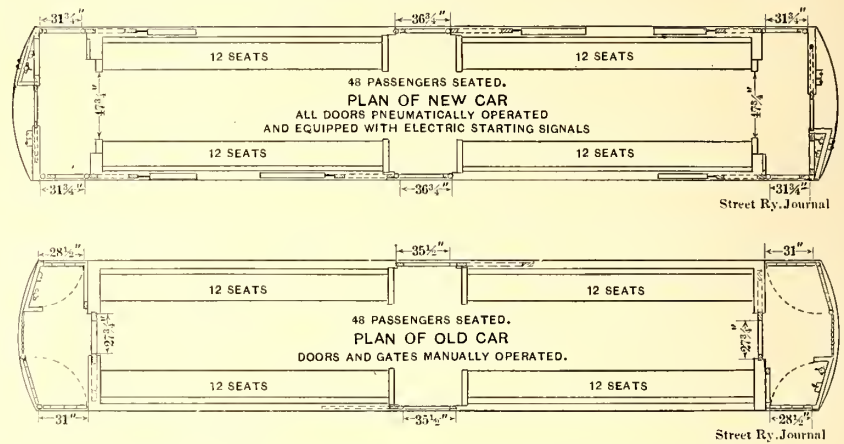 31¾" 36¾" 31¾"
12 SEATS 12 SEATS
48 PASSENGERS SEATED.
47¾" PLAN OF NEW CAR 47¾"
ALL DOORS PNEUMATICALLY OPERATED
AND EQUIPPED WITH ELECTRIC STARTING SIGNALS
12 SEATS 12 SEATS
31¾" 36¾" 31¾"
Street Ry. Journal
28½" 35½" 31"
12 SEATS 12 SEATS
48 PASSENGERS SEATED.
27¾" PLAN OF OLD CAR 27¾"
DOORS AND GATES MANUALLY OPERATED.
12 SEATS 12 SEATS
31" 35½" 28½"
Street Ry. Journal